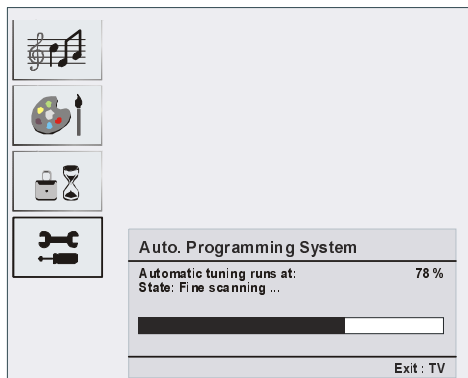 Auto. Programming System
Automatic tuning runs at: 78 %
State: Fine scanning ...
Exit : TV